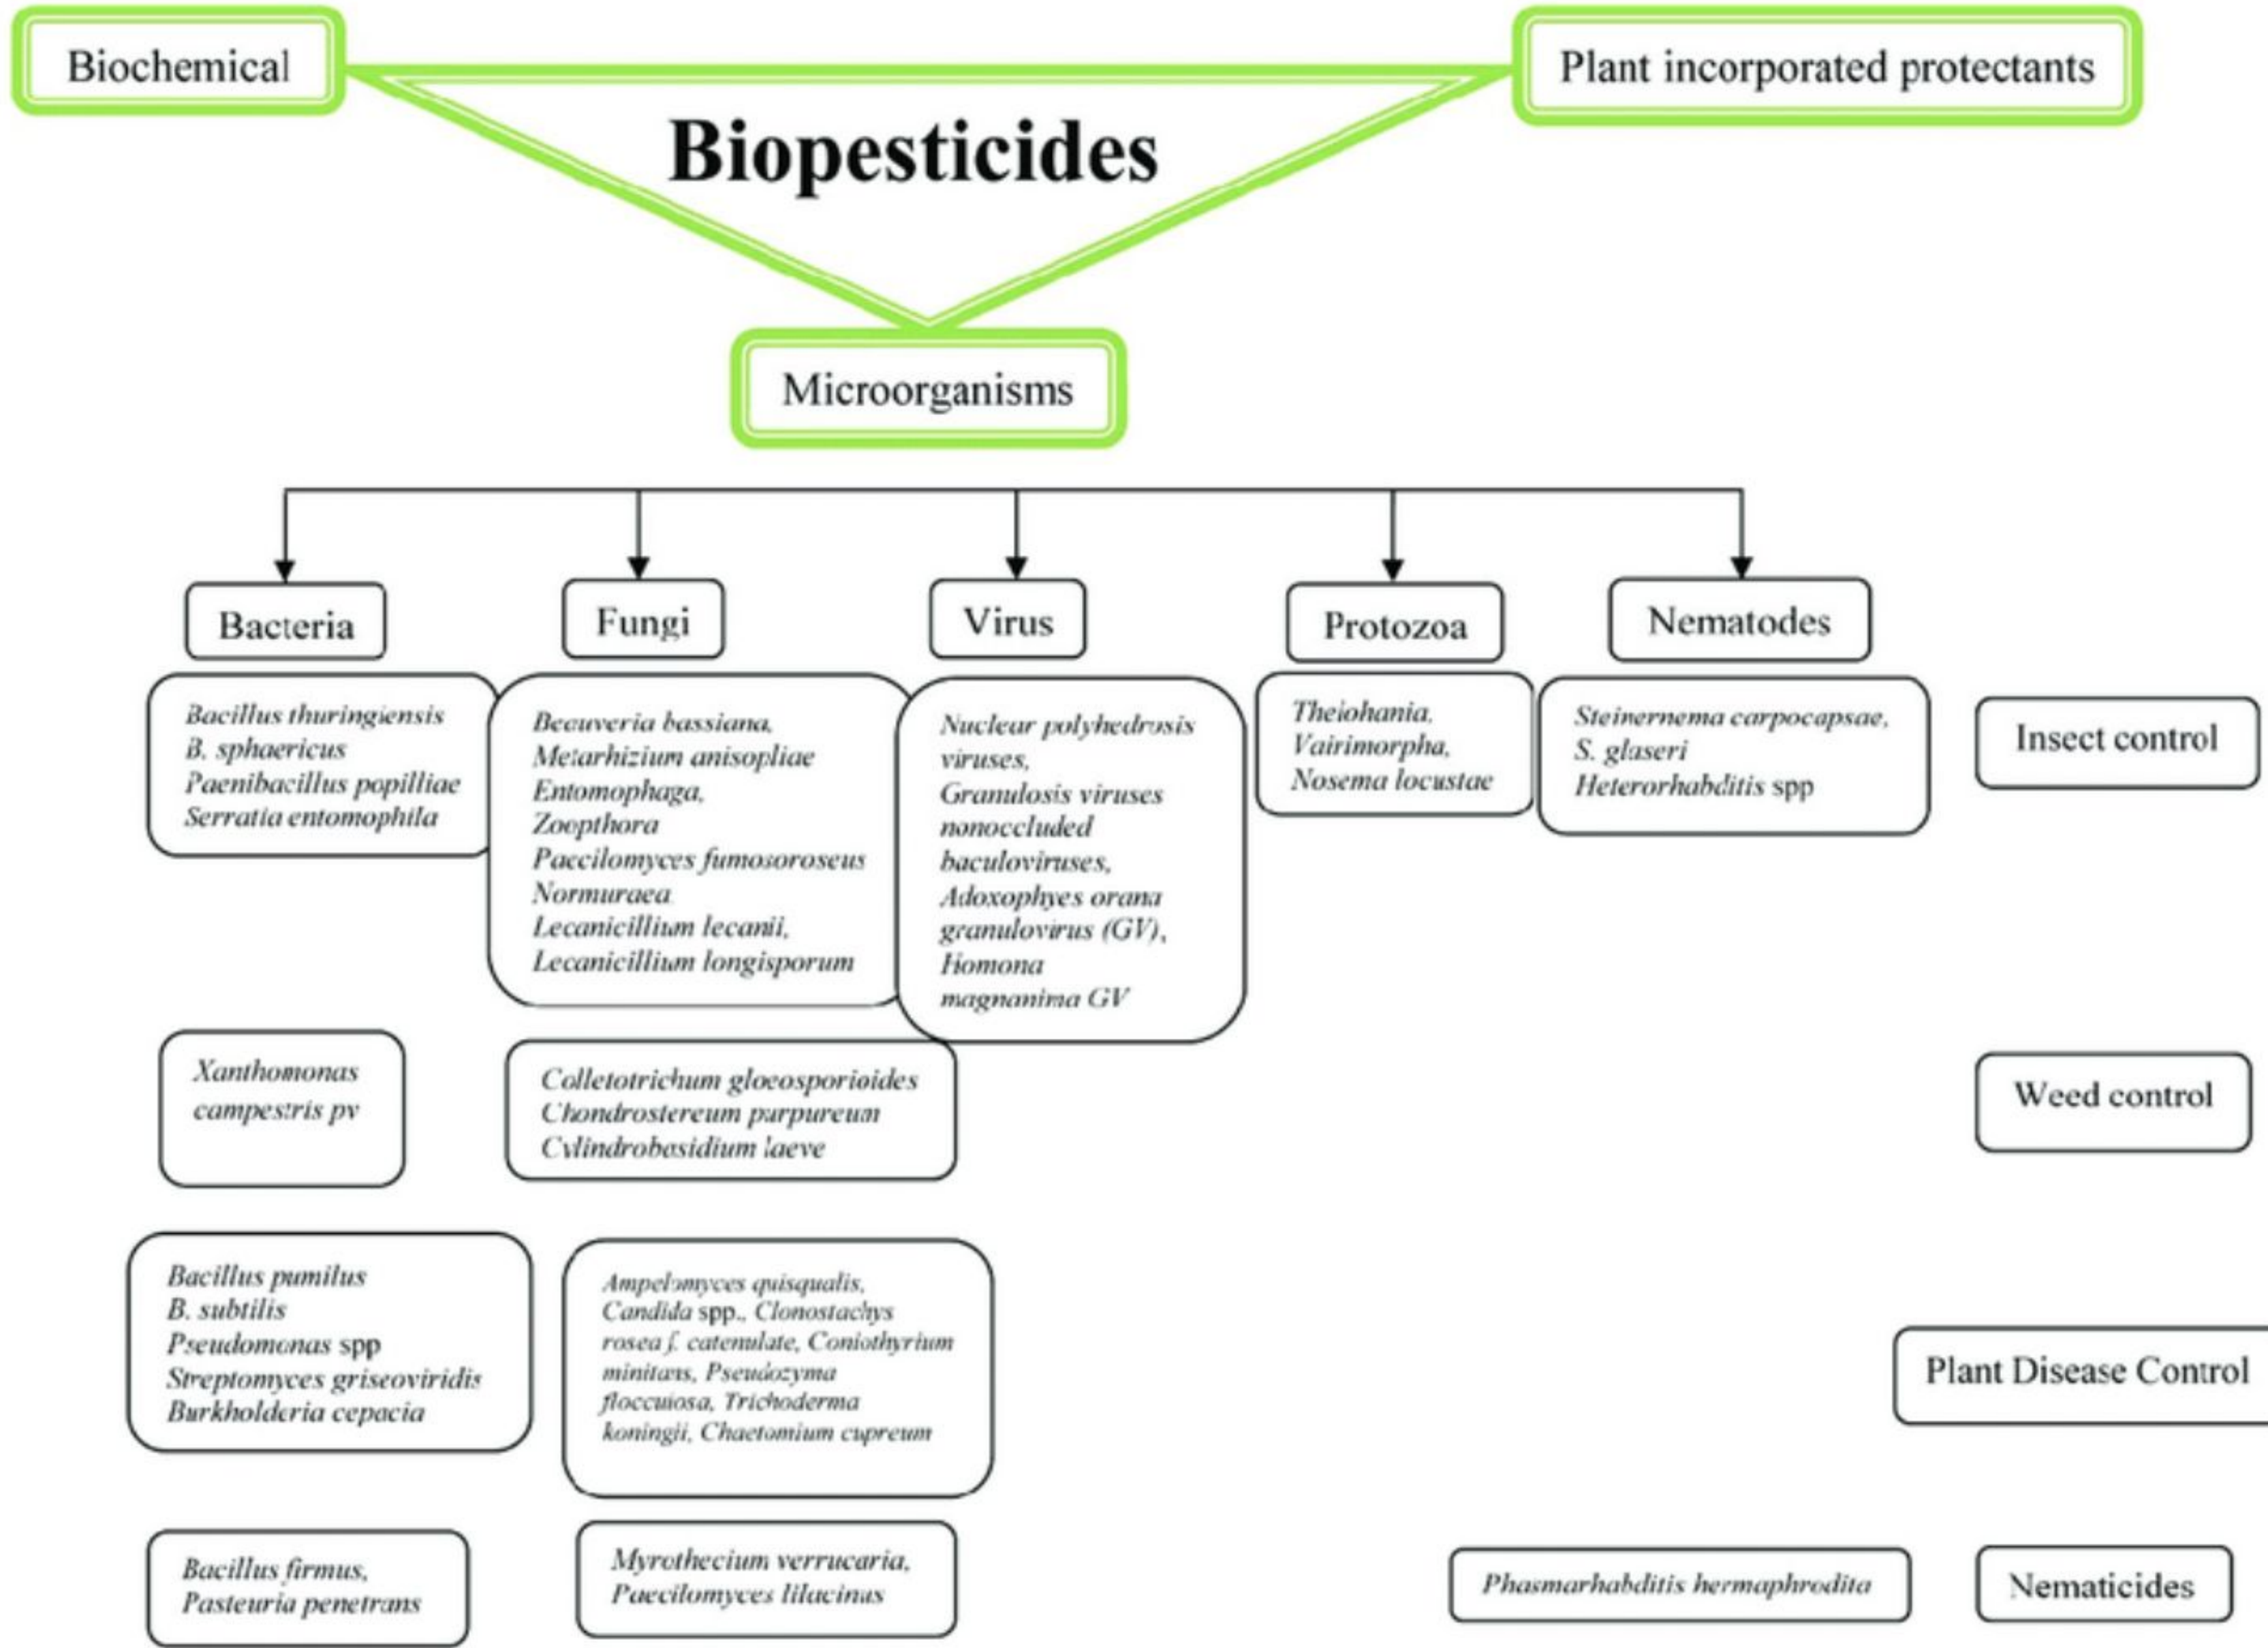 Biochemical
Plant incorporated protectants
Biopesticides
Microorganisms
Bacteria
Fungi
Virus
Protozoa
Nematodes
Bacillus thuringiensis
B. sphaericus
Paenibacillus popilliae
Serratia entomophila
Beauveria bassiana,
Metarhizium anisopliae
Entomophaga,
Zoopthora
Paecilomyces fumosoroseus
Normuraea
Lecanicillium lecanii,
Lecanicillium longisporum
Nuclear polyhedrosis
viruses,
Granulosis viruses
nonoccluded
baculoviruses,
Adoxophyes orana
granulovirus (GV),
Homona
magnanima GV
Theiohania,
Vairimorpha,
Nosema locustae
Steinernema carpocapsae,
S. glaseri
Heterorhabditis spp
Insect control
Xanthomonas
campestris pv
Colletotrichum gloeosporioides
Chondrostereum purpureum
Cylindrobasidium laeve
Weed control
Bacillus pumilus
B. subtilis
Pseudomonas spp
Streptomyces griseoviridis
Burkholderia cepacia
Ampelomyces quisqualis,
Candida spp., Clonostachys
rosea f. catenulate, Coniothyrium
minitans, Pseudozyma
flocculosa, Trichoderma
koningii, Chaetomium cupreum
Plant Disease Control
Bacillus firmus,
Pasteuria penetrans
Myrothecium verrucaria,
Paecilomyces lilacinus
Phasmarhabditis hermaphrodita
Nematicides